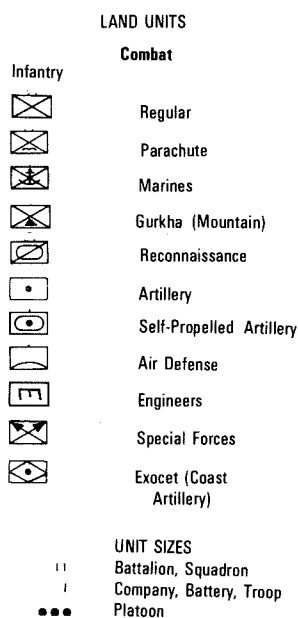 LAND UNITS
Combat
Infantry
Regular
Parachute
Marines
Gurkha (Mountain)
Reconnaissance
Artillery
Self-Propelled Artillery
Air Defense
Engineers
Special Forces
Exocet (Coast
Artillery)
UNIT SIZES
Battalion, Squadron
Company, Battery, Troop
Platoon